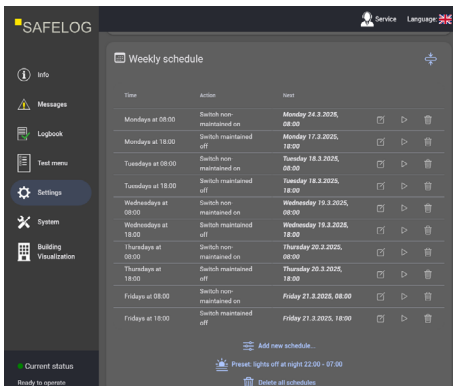 SAFELOG
Service
Language:
Info
Messages
Logbook
Test menu
Settings
System
Building
Visualization
Current status
Ready to operate
Weekly schedule
Time Action Next
Mondays at 08:00 Switch non-maintained on Monday 24.3.2025, 08:00
Mondays at 18:00 Switch maintained off Monday 17.3.2025, 18:00
Tuesdays at 08:00 Switch non-maintained on Tuesday 18.3.2025, 08:00
Tuesdays at 18:00 Switch maintained off Tuesday 18.3.2025, 18:00
Wednesdays at 08:00 Switch non-maintained on Wednesday 19.3.2025, 08:00
Wednesdays at 18:00 Switch maintained off Wednesday 19.3.2025, 18:00
Thursdays at 08:00 Switch non-maintained on Thursday 20.3.2025, 08:00
Thursdays at 18:00 Switch maintained off Thursday 20.3.2025, 18:00
Fridays at 08:00 Switch non-maintained on Friday 21.3.2025, 08:00
Fridays at 18:00 Switch maintained off Friday 21.3.2025, 18:00
Add new schedule...
Preset: lights off at night 22:00 - 07:00
Delete all schedules